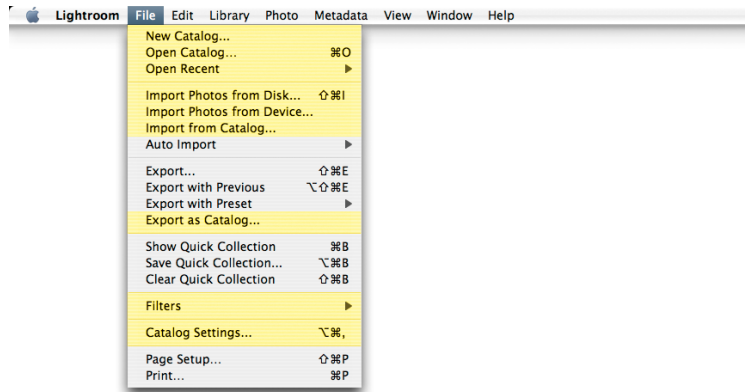 Lightroom File Edit Library Photo Metadata View Window Help
New Catalog...
Open Catalog... ⌘O
Open Recent ▶
Import Photos from Disk... ⇧⌘I
Import Photos from Device...
Import from Catalog...
Auto Import ▶
Export... ⇧⌘E
Export with Previous ⌥⇧⌘E
Export with Preset ▶
Export as Catalog...
Show Quick Collection ⌘B
Save Quick Collection... ⌥⌘B
Clear Quick Collection ⇧⌘B
Filters ▶
Catalog Settings... ⌥⌘,
Page Setup... ⇧⌘P
Print... ⌘P